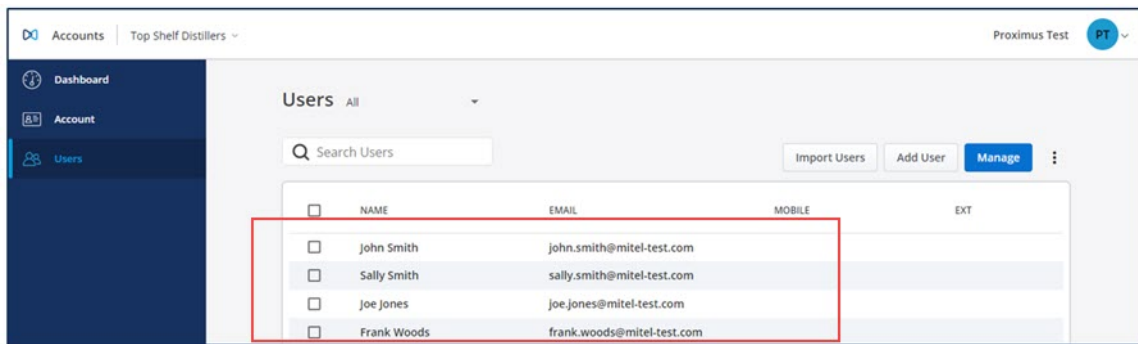 Accounts Top Shelf Distillers Proximus Test PT
Dashboard
Account
Users
Users All
Search Users
Import Users Add User Manage
NAME EMAIL MOBILE EXT
John Smith john.smith@mitel-test.com
Sally Smith sally.smith@mitel-test.com
Joe Jones joe.jones@mitel-test.com
Frank Woods frank.woods@mitel-test.com